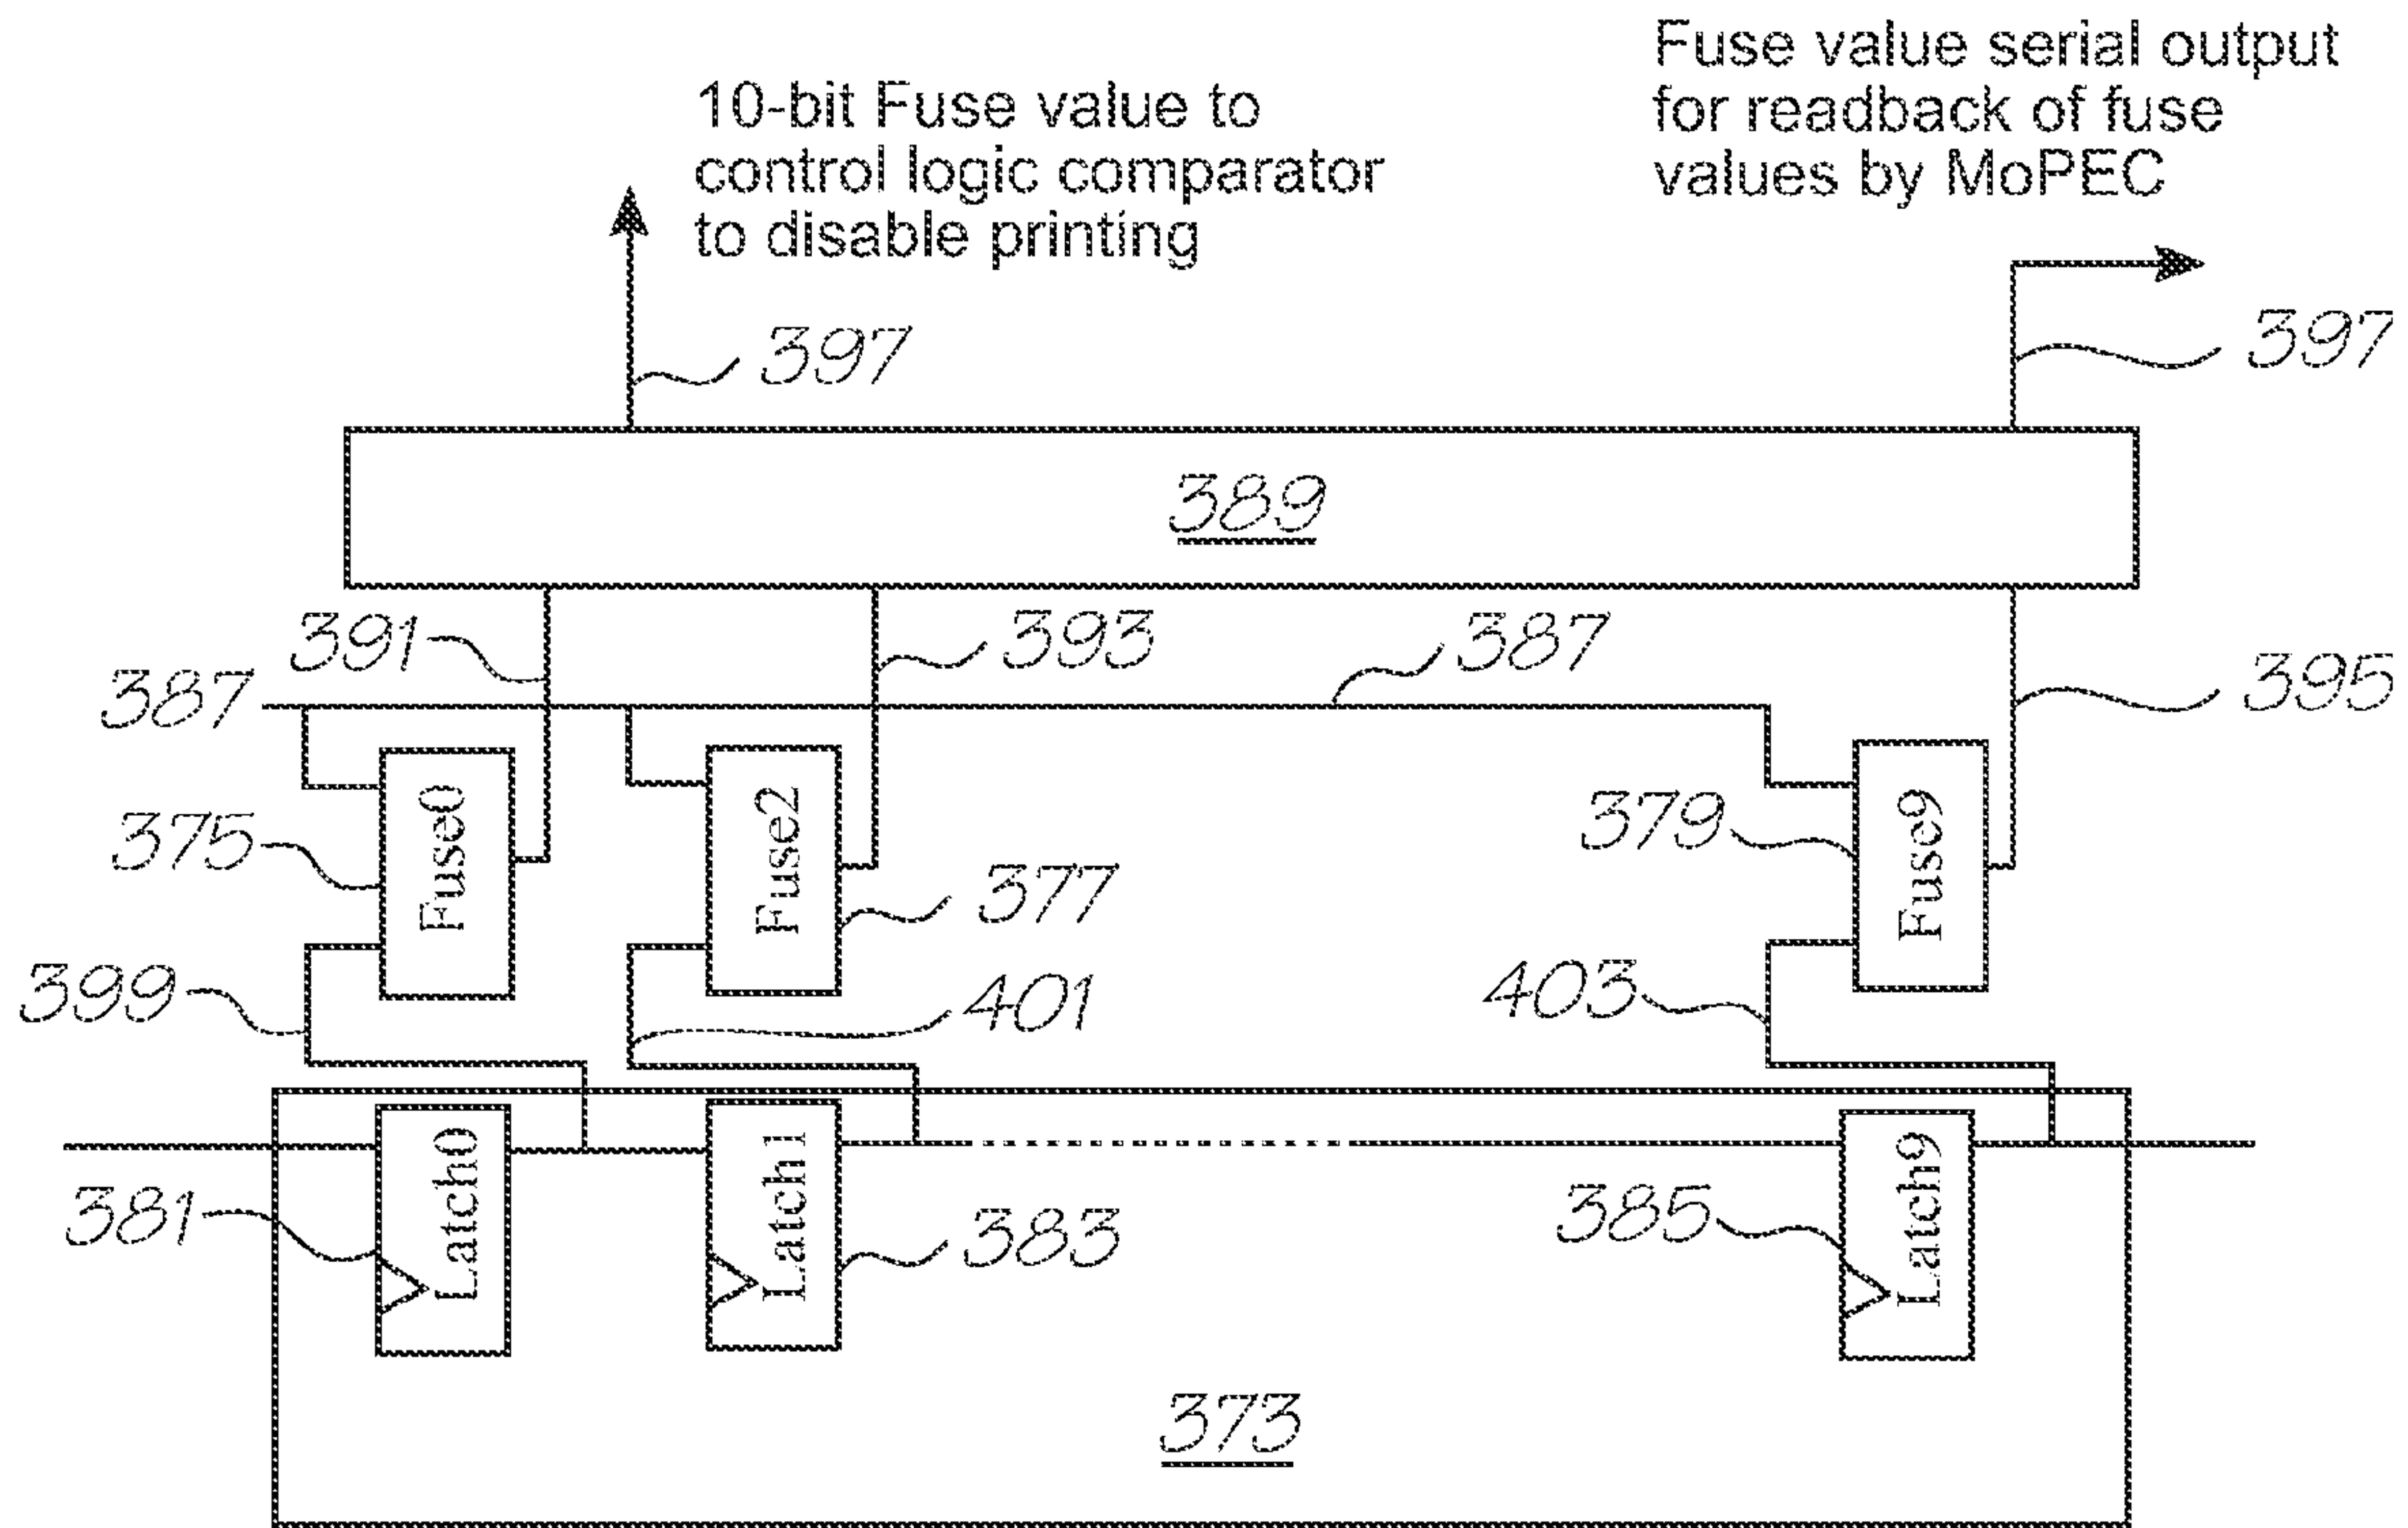 Fuse value serial output
for readback of fuse
values by MoPEC
10-bit Fuse value to
control logic comparator
to disable printing
397
397
389
391
393
387
395
387
Fuse0
Fuse2
Fuse9
375
379
377
399
401
403
Latch0
Latch1
Latch9
381
383
385
373